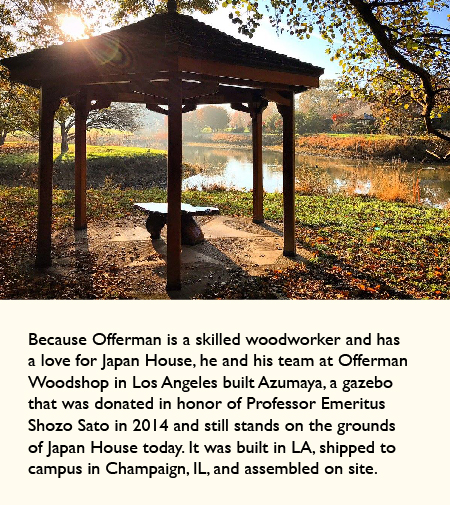 Because Offerman is a skilled woodworker and has
a love for Japan House, he and his team at Offerman
Woodshop in Los Angeles built Azumaya, a gazebo
that was donated in honor of Professor Emeritus
Shozo Sato in 2014 and still stands on the grounds
of Japan House today. It was built in LA, shipped to
campus in Champaign, IL, and assembled on site.